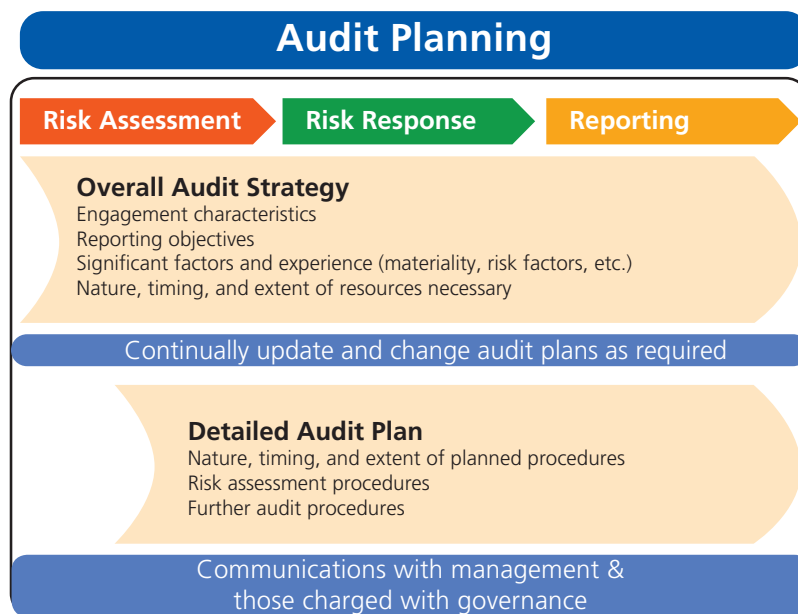 Audit Planning
Risk Assessment
Risk Response
Reporting
Overall Audit Strategy
Engagement characteristics
Reporting objectives
Significant factors and experience (materiality, risk factors, etc.)
Nature, timing, and extent of resources necessary
Continually update and change audit plans as required
Detailed Audit Plan
Nature, timing, and extent of planned procedures
Risk assessment procedures
Further audit procedures
Communications with management &
those charged with governance